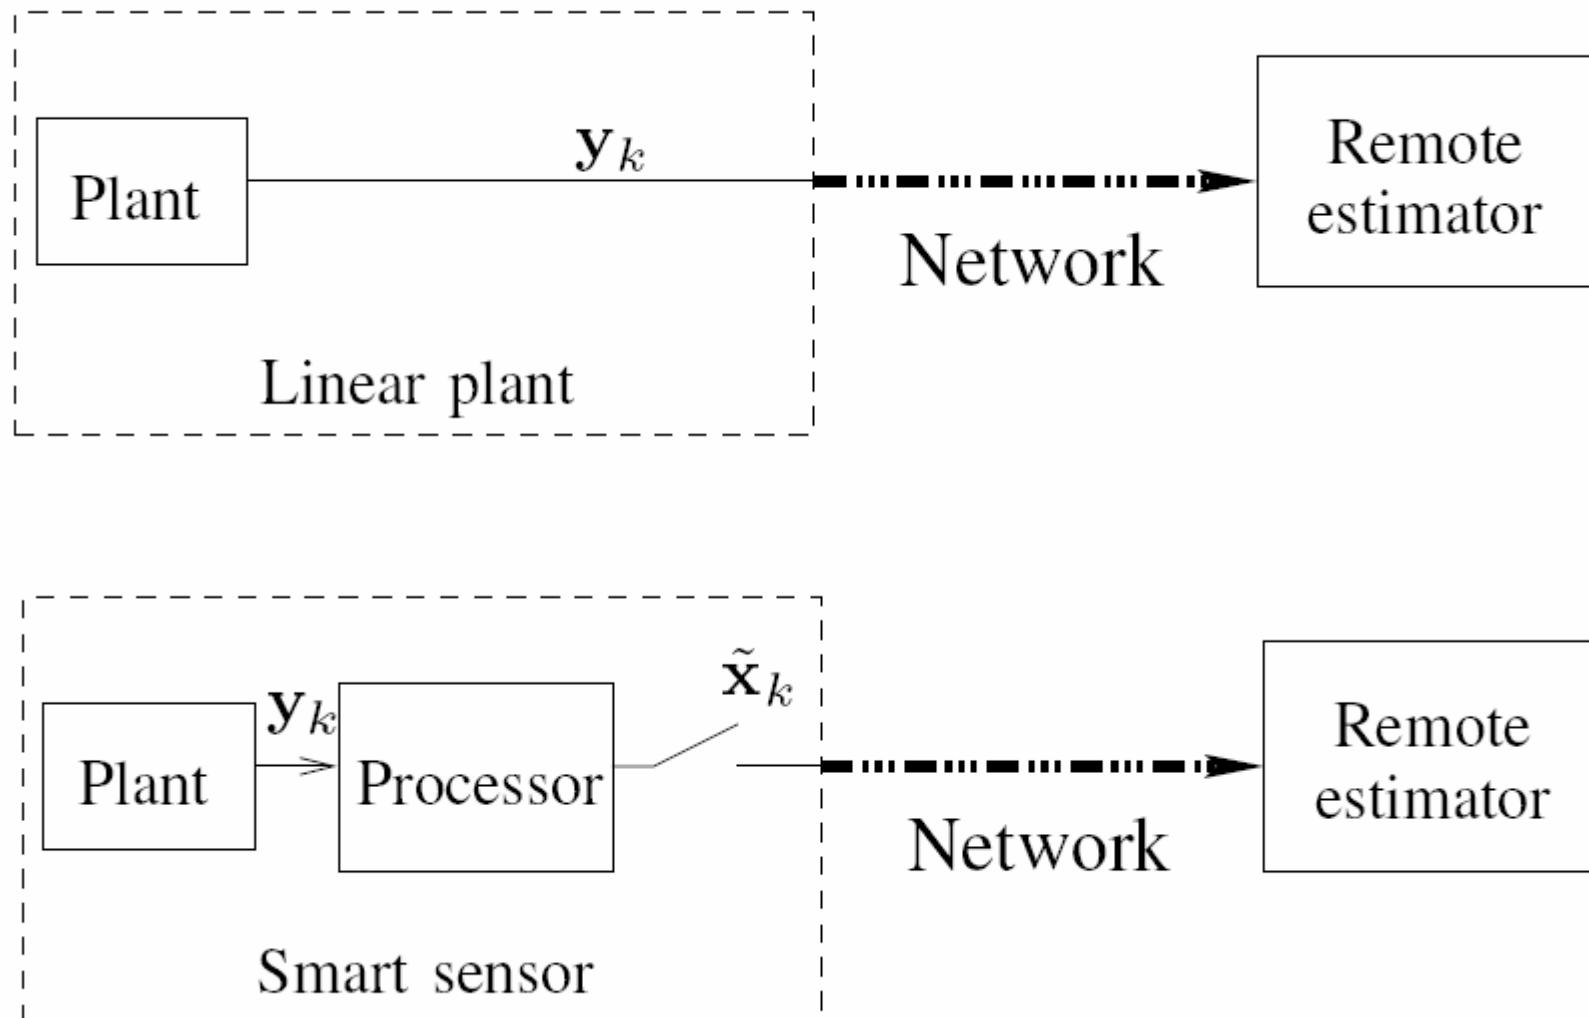 y_k
Plant
Remote
estimator
Network
Linear plant
x̃_k
y_k
Plant
Processor
Remote
estimator
Network
Smart sensor